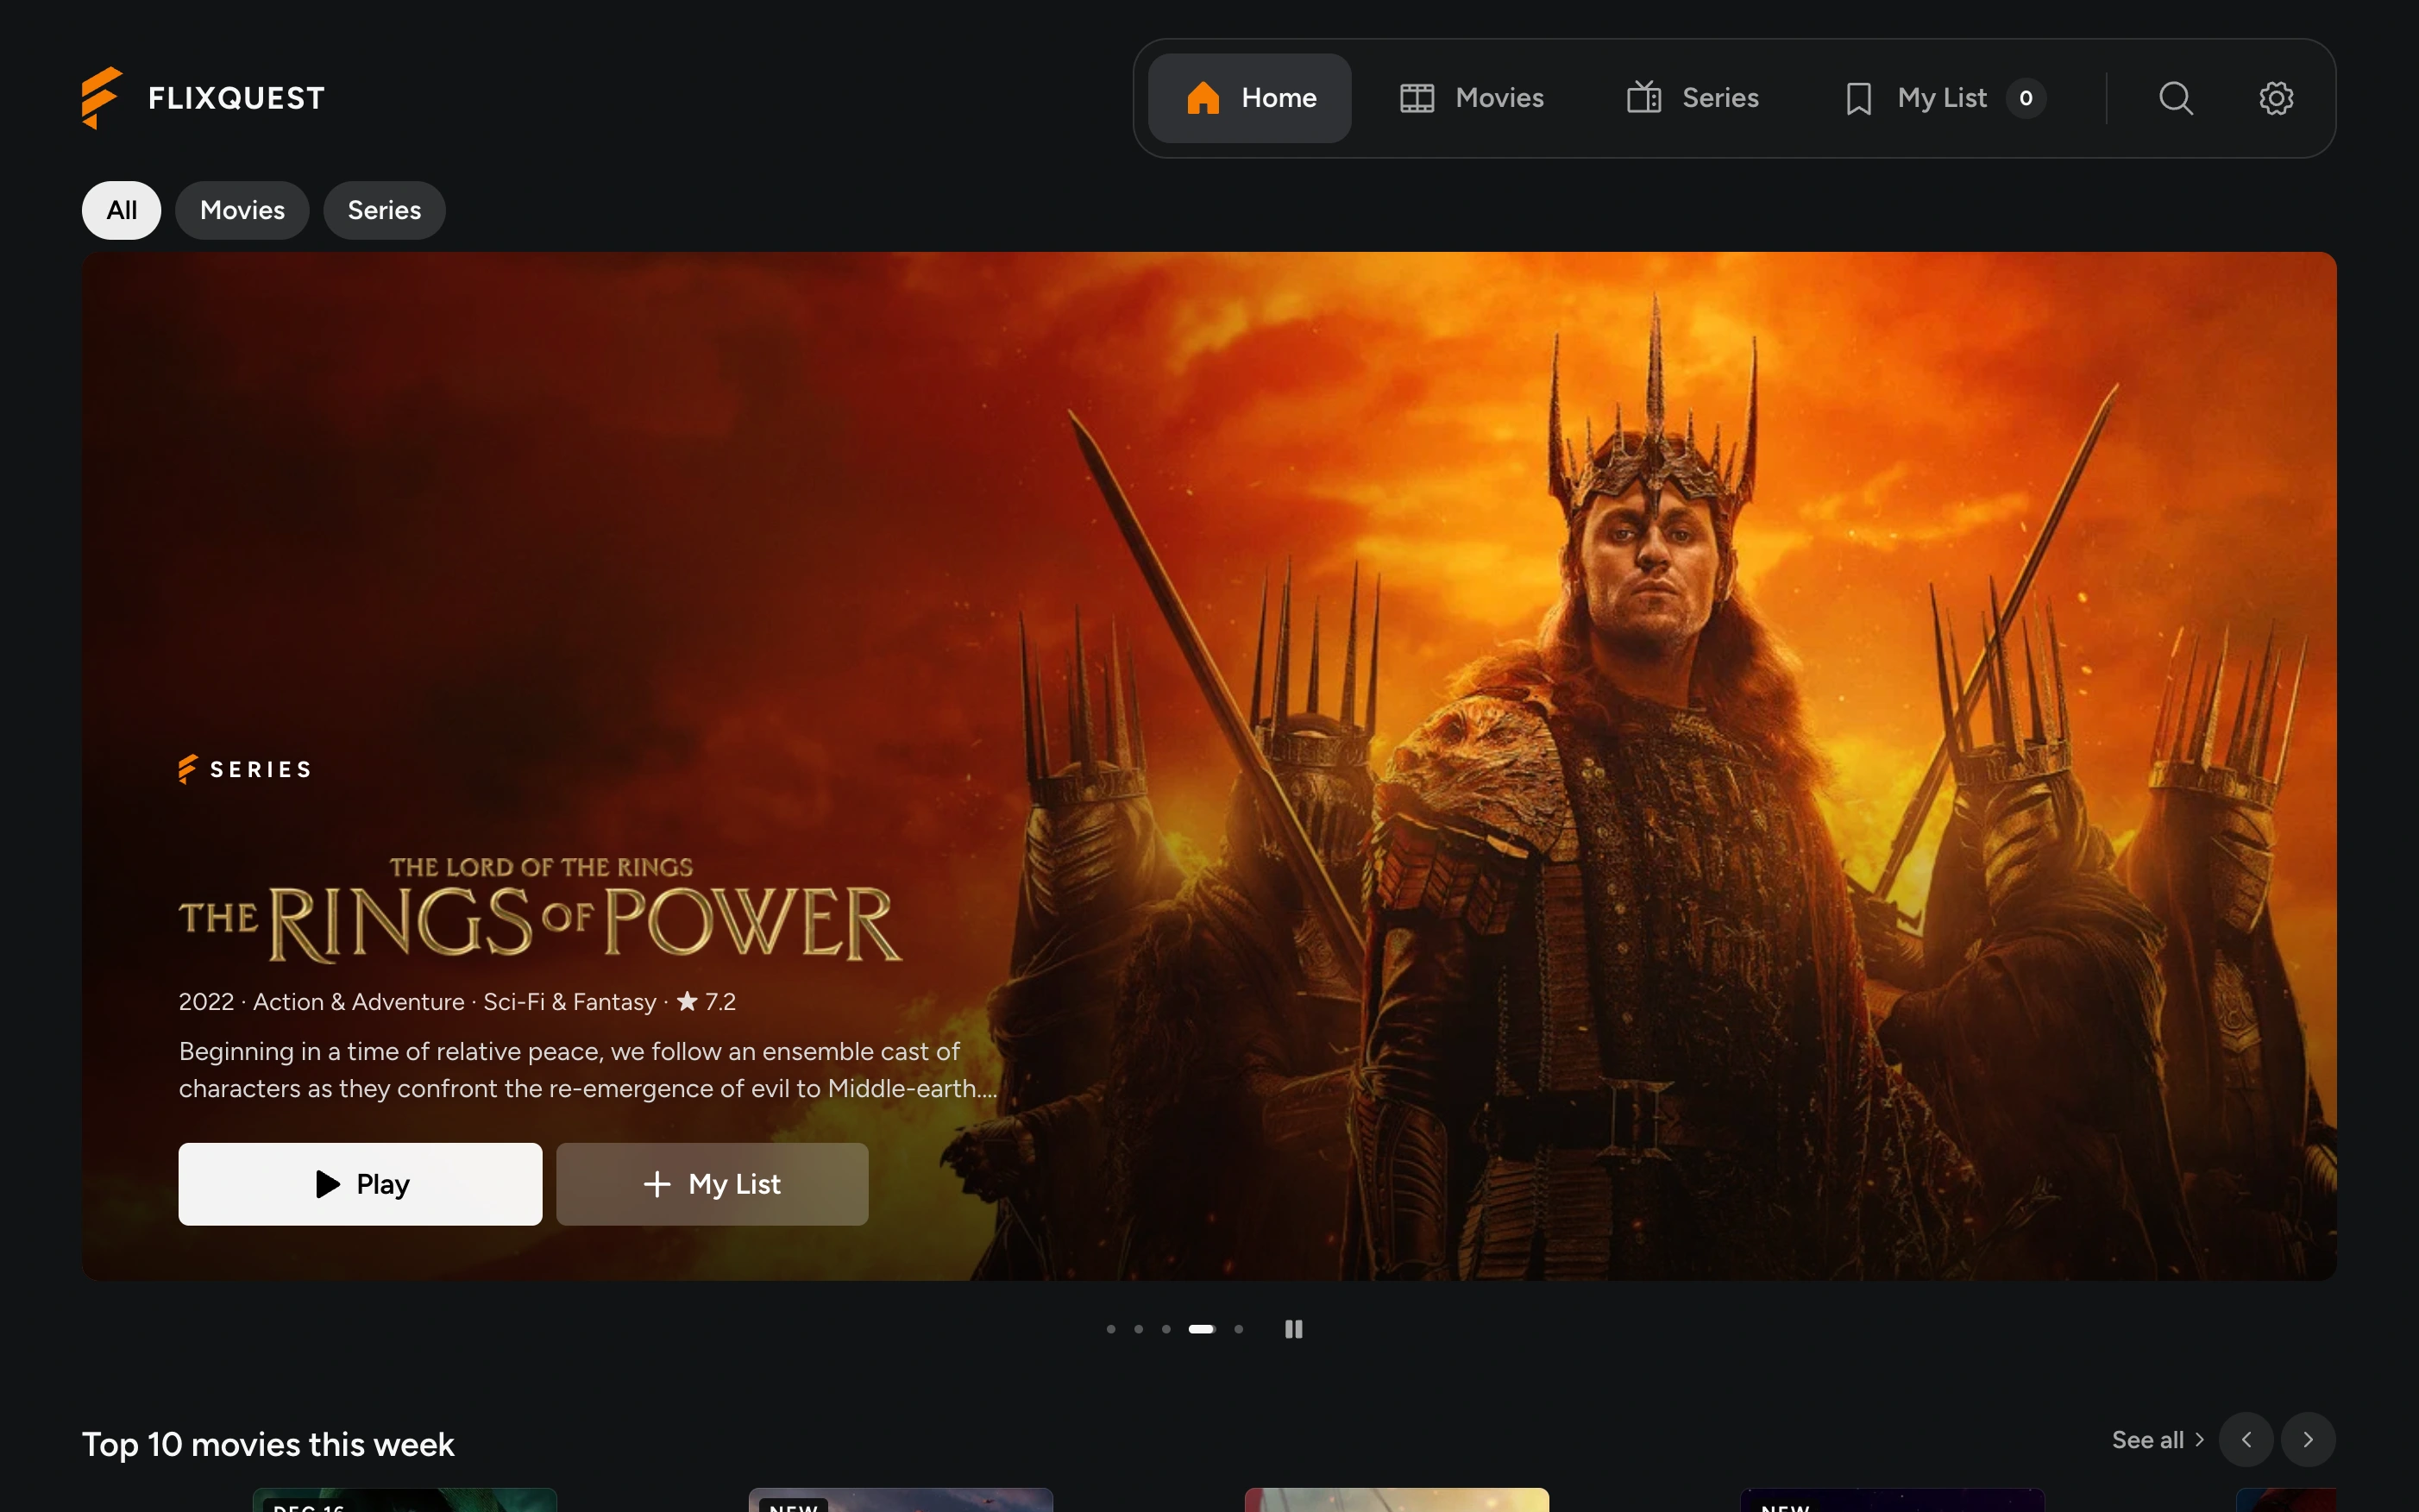 FLIXQUEST
Home
Movies
Series
My List 0
All
Movies
Series
SERIES
THE LORD OF THE RINGS
THE RINGS OF POWER
2022 · Action & Adventure · Sci-Fi & Fantasy · ★ 7.2
Beginning in a time of relative peace, we follow an ensemble cast of
characters as they confront the re-emergence of evil to Middle-earth....
Play
My List
Top 10 movies this week
See all
DEC 16
NEW
NEW